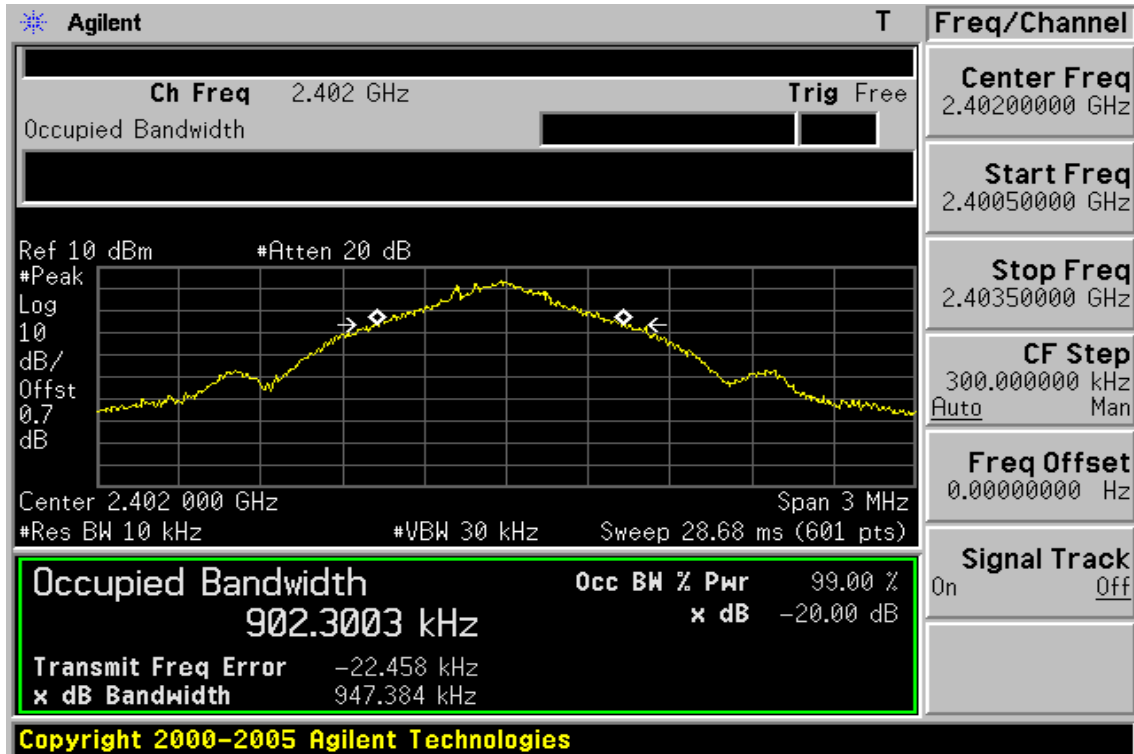 Agilent T
Ch Freq 2.402 GHz Trig Free
Occupied Bandwidth
Ref 10 dBm #Atten 20 dB
#Peak
Log
10
dB/
Offst
0.7
dB
Center 2.402 000 GHz Span 3 MHz
#Res BW 10 kHz #VBW 30 kHz Sweep 28.68 ms (601 pts)
Occupied Bandwidth
902.3003 kHz
Occ BW % Pwr 99.00 %
x dB -20.00 dB
Transmit Freq Error -22.458 kHz
x dB Bandwidth 947.384 kHz
Copyright 2000-2005 Agilent Technologies
Freq/Channel
Center Freq
2.40200000 GHz
Start Freq
2.40050000 GHz
Stop Freq
2.40350000 GHz
CF Step
300.000000 kHz
Auto Man
Freq Offset
0.00000000 Hz
Signal Track
On Off